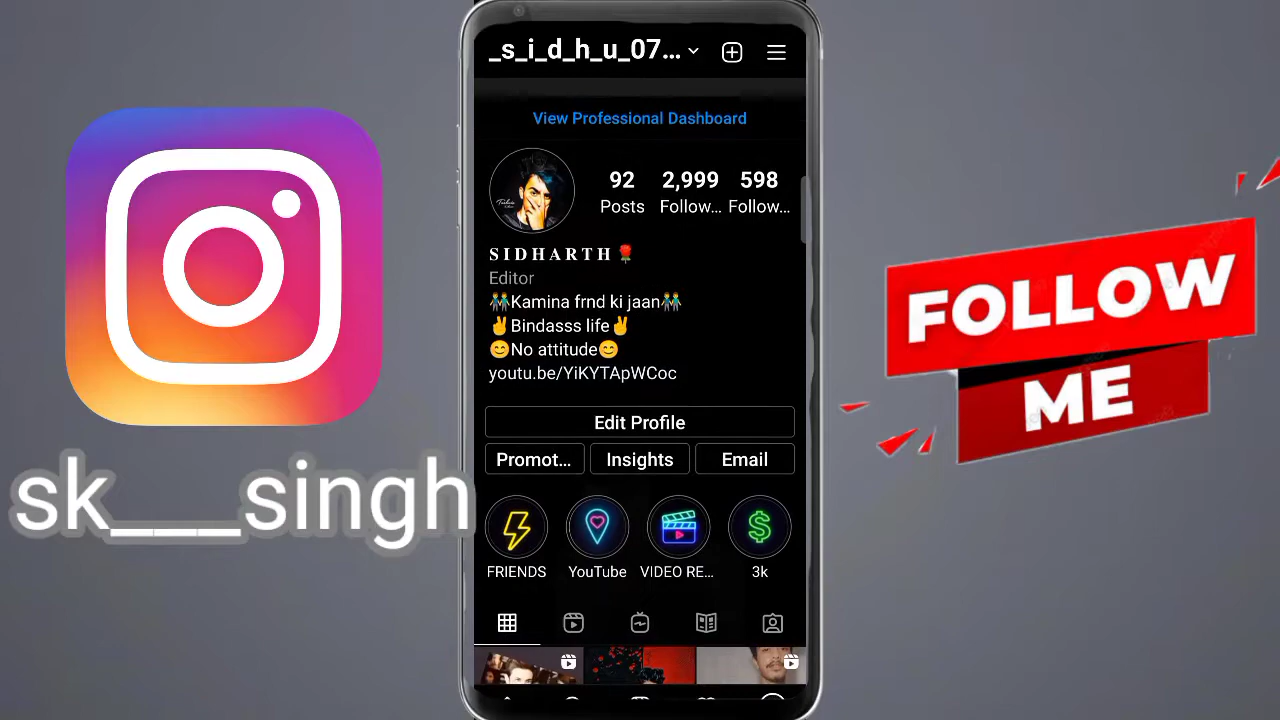 _s_i_d_h_u_07...
View Professional Dashboard
92 2,999 598
Posts Follow... Follow...
𝐒𝐈𝐃𝐇𝐀𝐑𝐓𝐇🌹
Editor
👬Kamina frnd ki jaan👬
✌Bindasss life✌
😊No attitude😊
youtu.be/YiKYTApWCoc
Edit Profile
Promot... Insights Email
FRIENDS YouTube VIDEO RE... 3k
sk___singh
FOLLOW
ME